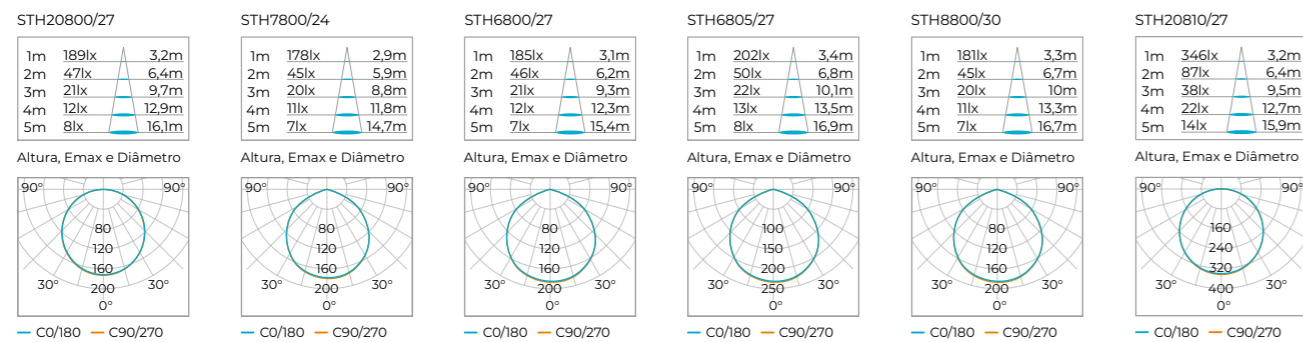 STH20800/27
1m 189lx 3,2m
2m 47lx 6,4m
3m 21lx 9,7m
4m 12lx 12,9m
5m 8lx 16,1m
Altura, Emax e Diâmetro
90° 90°
80
120
160
30° 200 30°
0°
C0/180 C90/270
STH7800/24
1m 178lx 2,9m
2m 45lx 5,9m
3m 20lx 8,8m
4m 11lx 11,8m
5m 7lx 14,7m
Altura, Emax e Diâmetro
90° 90°
80
120
160
30° 200 30°
0°
C0/180 C90/270
STH6800/27
1m 185lx 3,1m
2m 46lx 6,2m
3m 21lx 9,3m
4m 12lx 12,3m
5m 7lx 15,4m
Altura, Emax e Diâmetro
90° 90°
80
120
160
30° 200 30°
0°
C0/180 C90/270
STH6805/27
1m 202lx 3,4m
2m 50lx 6,8m
3m 22lx 10,1m
4m 13lx 13,5m
5m 8lx 16,9m
Altura, Emax e Diâmetro
90° 90°
100
150
200
30° 250 30°
0°
C0/180 C90/270
STH8800/30
1m 181lx 3,3m
2m 45lx 6,7m
3m 20lx 10m
4m 11lx 13,3m
5m 7lx 16,7m
Altura, Emax e Diâmetro
90° 90°
80
120
160
30° 200 30°
0°
C0/180 C90/270
STH20810/27
1m 346lx 3,2m
2m 87lx 6,4m
3m 38lx 9,5m
4m 22lx 12,7m
5m 14lx 15,9m
Altura, Emax e Diâmetro
90° 90°
160
240
320
30° 400 30°
0°
C0/180 C90/270